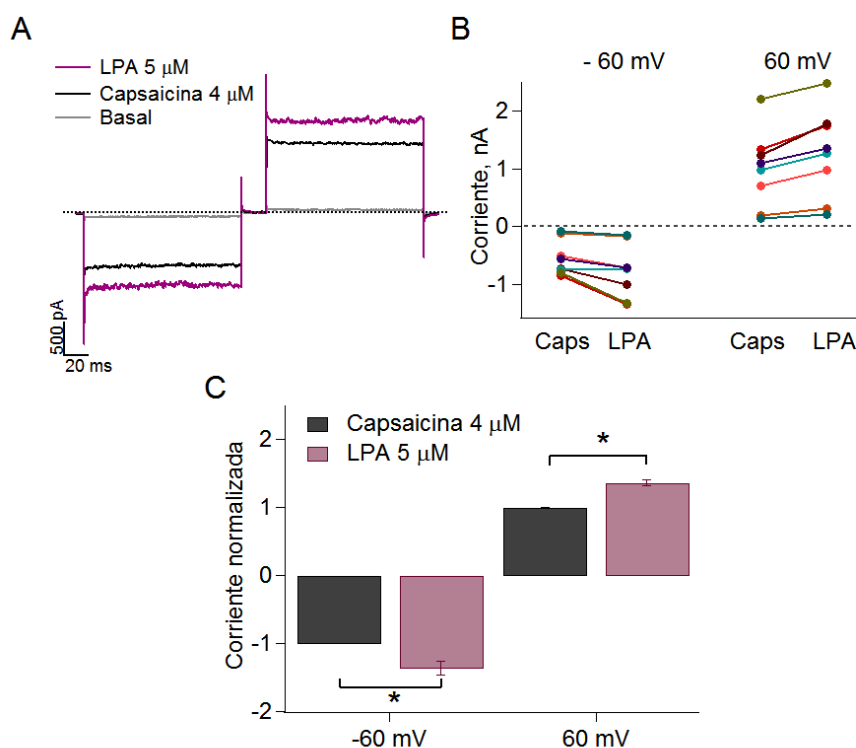 A
LPA 5 μM
Capsaicina 4 μM
Basal
500 pA
20 ms
B
- 60 mV
60 mV
Corriente, nA
2
1
0
-1
Caps
LPA
Caps
LPA
C
Capsaicina 4 μM
LPA 5 μM
Corriente normalizada
2
1
0
-1
-2
*
*
-60 mV
60 mV